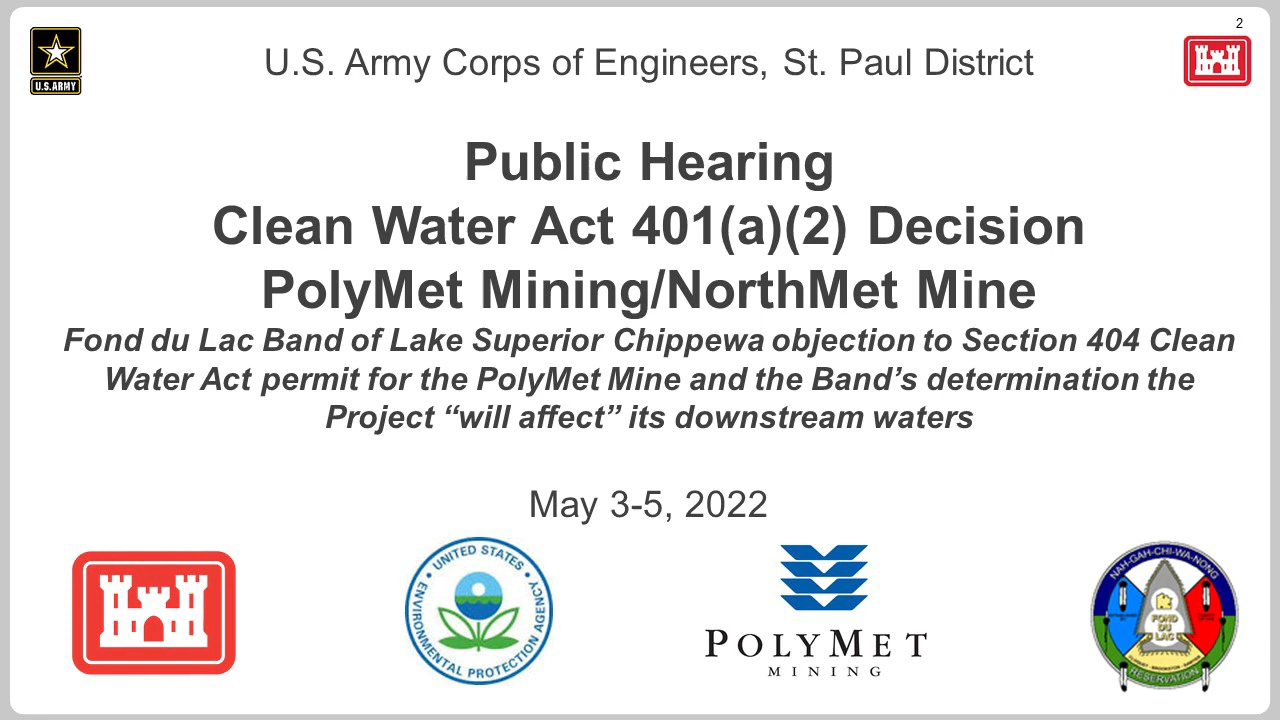 2
U.S. ARMY
U.S. Army Corps of Engineers, St. Paul District
Public Hearing
Clean Water Act 401(a)(2) Decision
PolyMet Mining/NorthMet Mine
Fond du Lac Band of Lake Superior Chippewa objection to Section 404 Clean
Water Act permit for the PolyMet Mine and the Band’s determination the
Project “will affect” its downstream waters
May 3-5, 2022
UNITED STATES
ENVIRONMENTAL PROTECTION AGENCY
POLYMET
MINING
NAH-GAH-CHI-WA-NONG
FOND
DU
LAC
RESERVATION